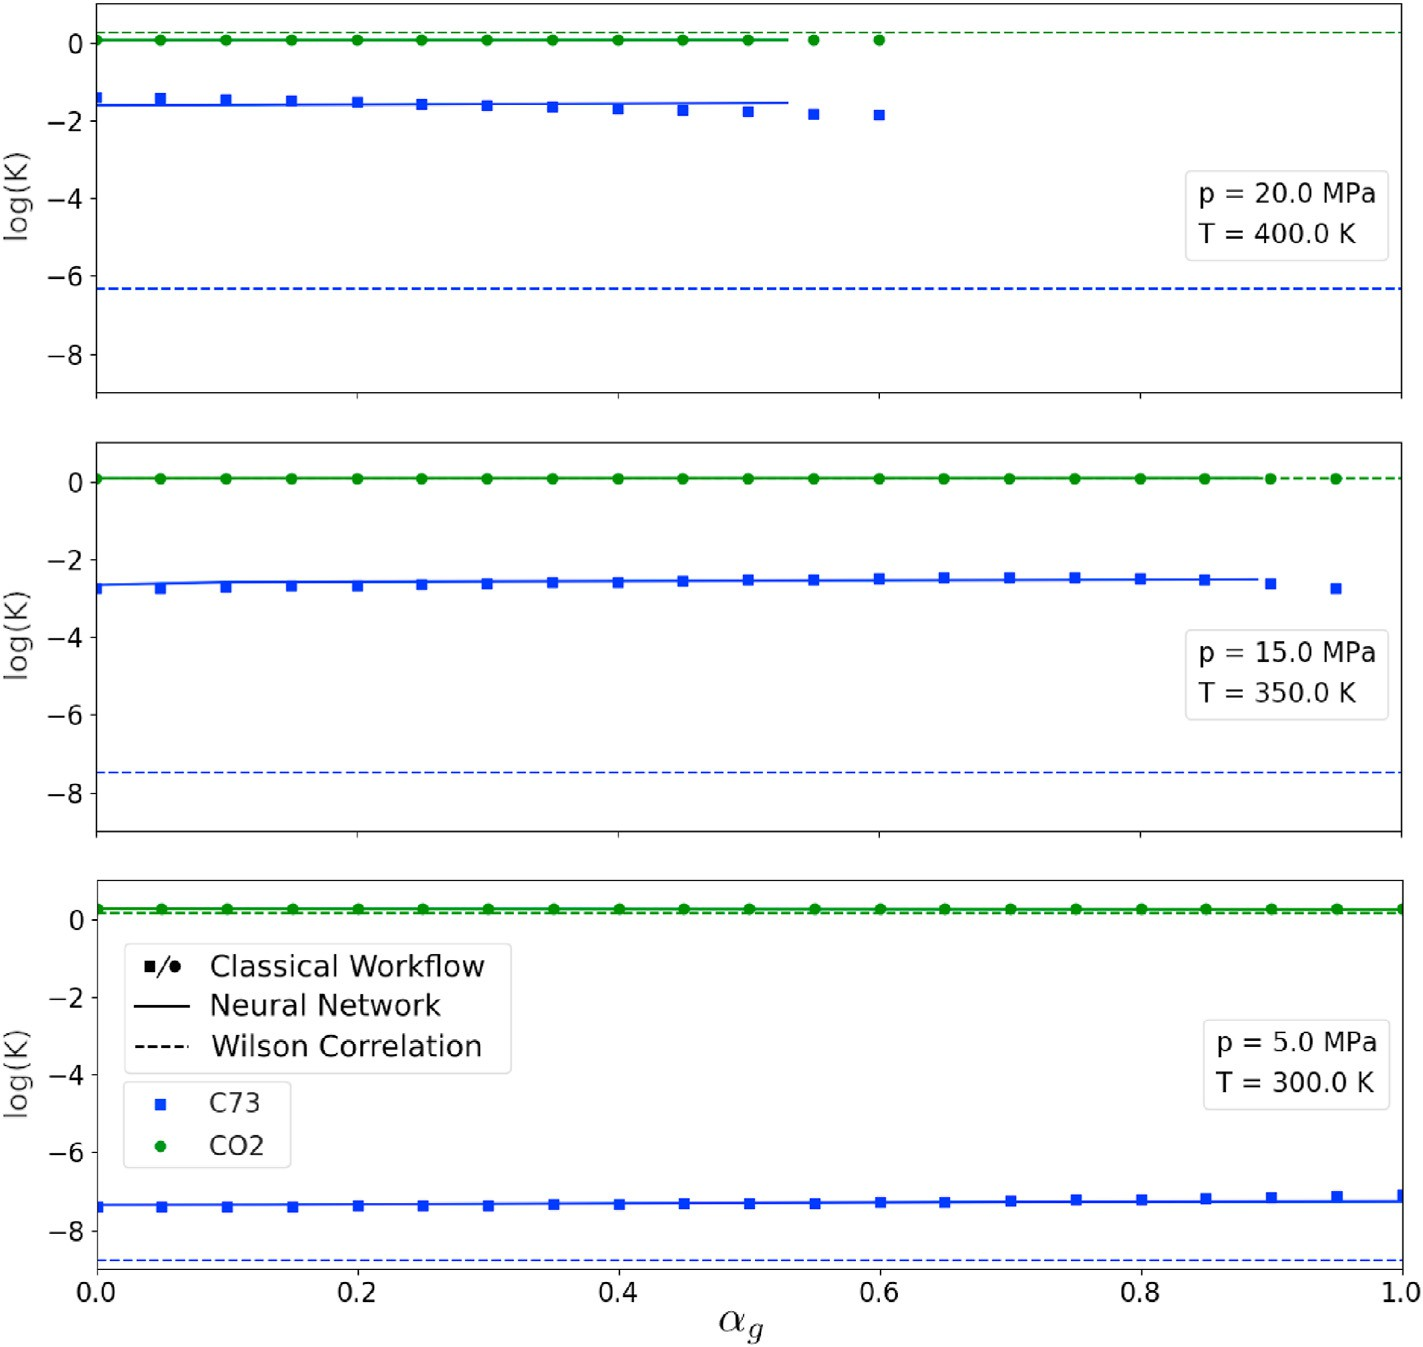 0
−2
−4
−6
−8
log(K)
p = 20.0 MPa
T = 400.0 K
0
−2
−4
−6
−8
log(K)
p = 15.0 MPa
T = 350.0 K
0
−2
−4
−6
−8
log(K)
Classical Workflow
Neural Network
Wilson Correlation
C73
CO2
p = 5.0 MPa
T = 300.0 K
0.0 0.2 0.4 0.6 0.8 1.0
α_g